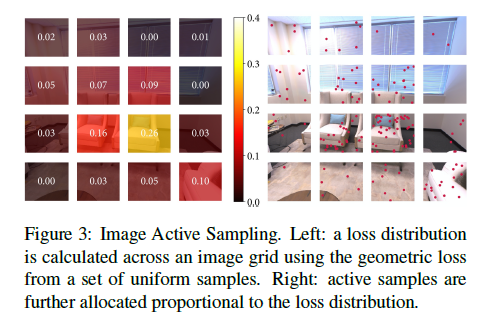 0.02 0.03 0.00 0.01
0.05 0.07 0.09 0.00
0.03 0.16 0.26 0.03
0.00 0.03 0.05 0.10
0.4
0.3
0.2
0.1
0.0
Figure 3: Image Active Sampling. Left: a loss distribution
is calculated across an image grid using the geometric loss
from a set of uniform samples. Right: active samples are
further allocated proportional to the loss distribution.